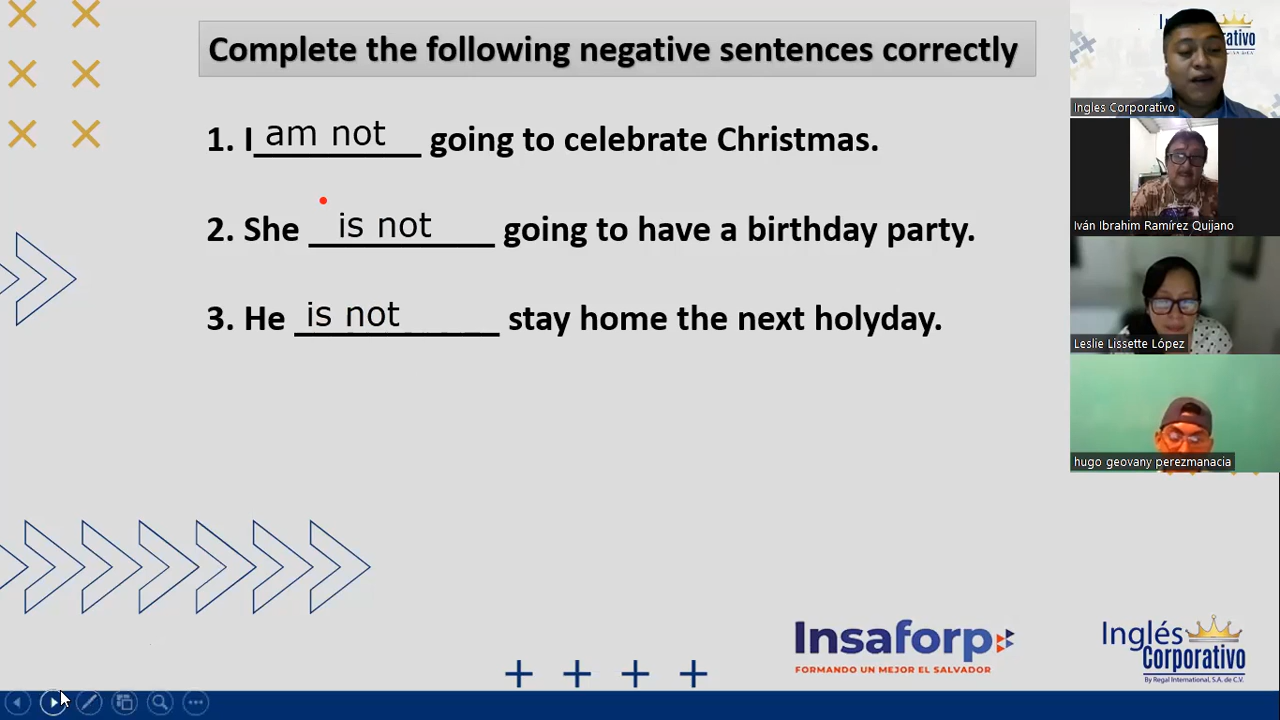 Complete the following negative sentences correctly
1. I am not going to celebrate Christmas.
2. She is not going to have a birthday party.
3. He is not stay home the next holyday.
Ingles Corporativo
Iván Ibrahim Ramírez Quijano
Leslie Lissette López
hugo geovany perezmanacia
Insaforp
FORMANDO UN MEJOR EL SALVADOR
Inglés
Corporativo
By Regal International, S.A. de C.V.